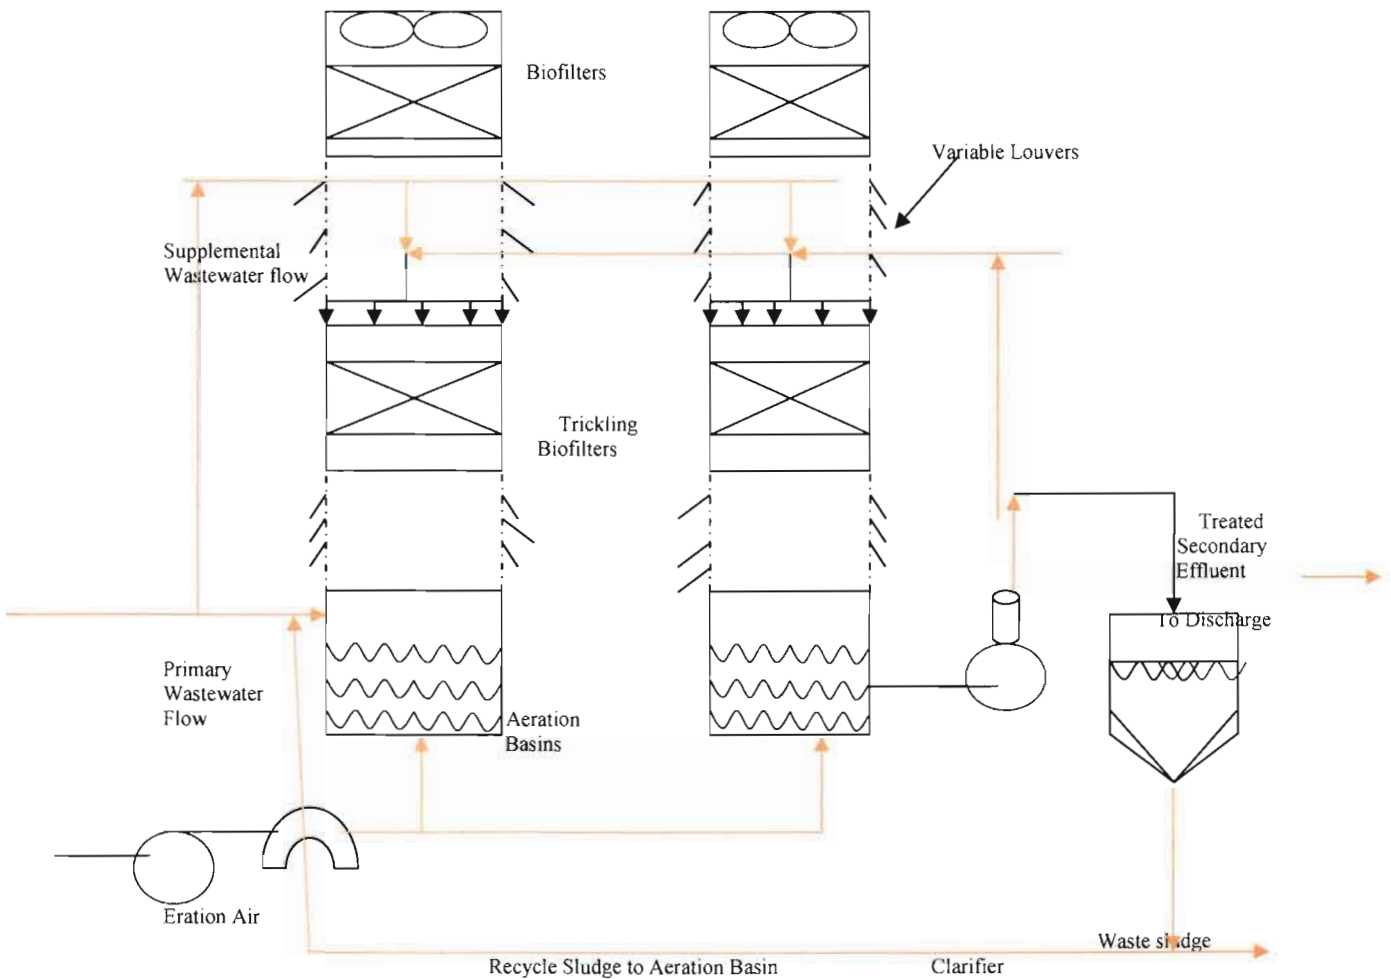 Biofilters
Variable Louvers
Supplemental
Wastewater flow
Trickling
Biofilters
Treated
Secondary
Effluent
To Discharge
Primary
Wastewater
Flow
Aeration
Basins
Eration Air
Waste sludge
Recycle Sludge to Aeration Basin
Clarifier